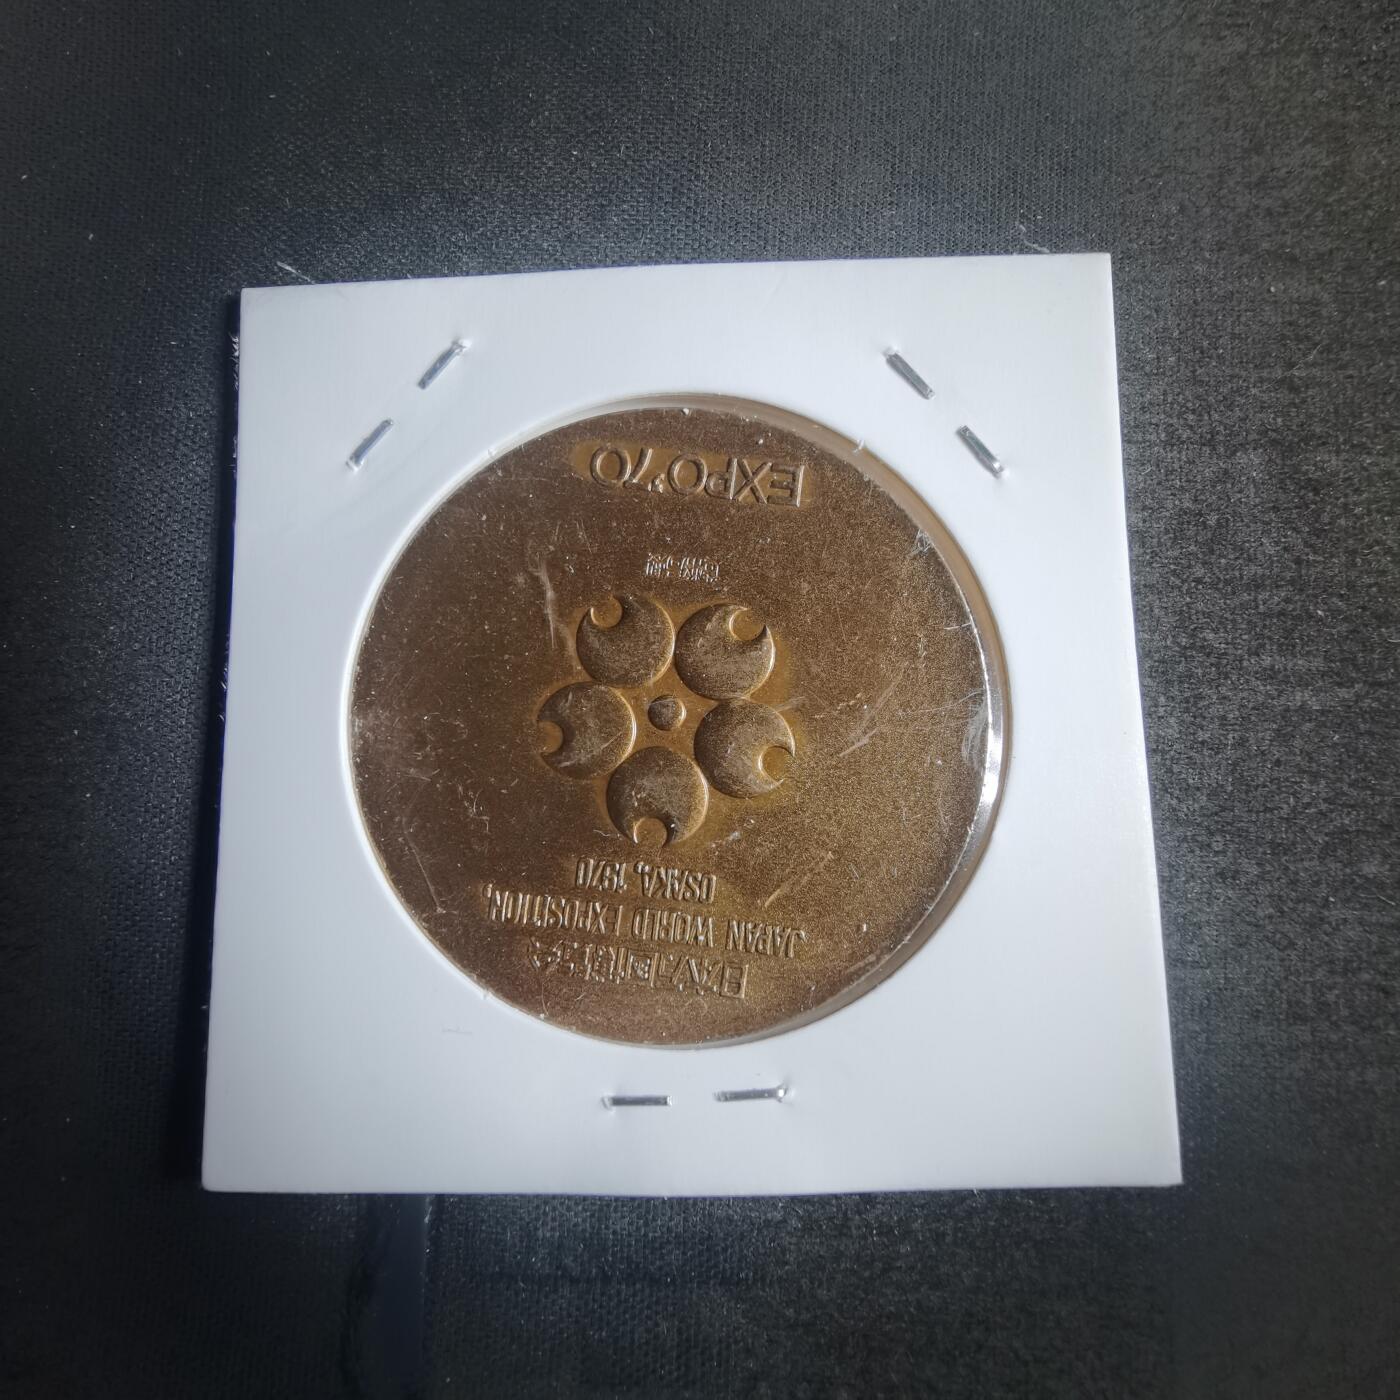 日本万国博覧会
JAPAN WORLD EXPOSITION,
OSAKA, 1970
EXPO'70